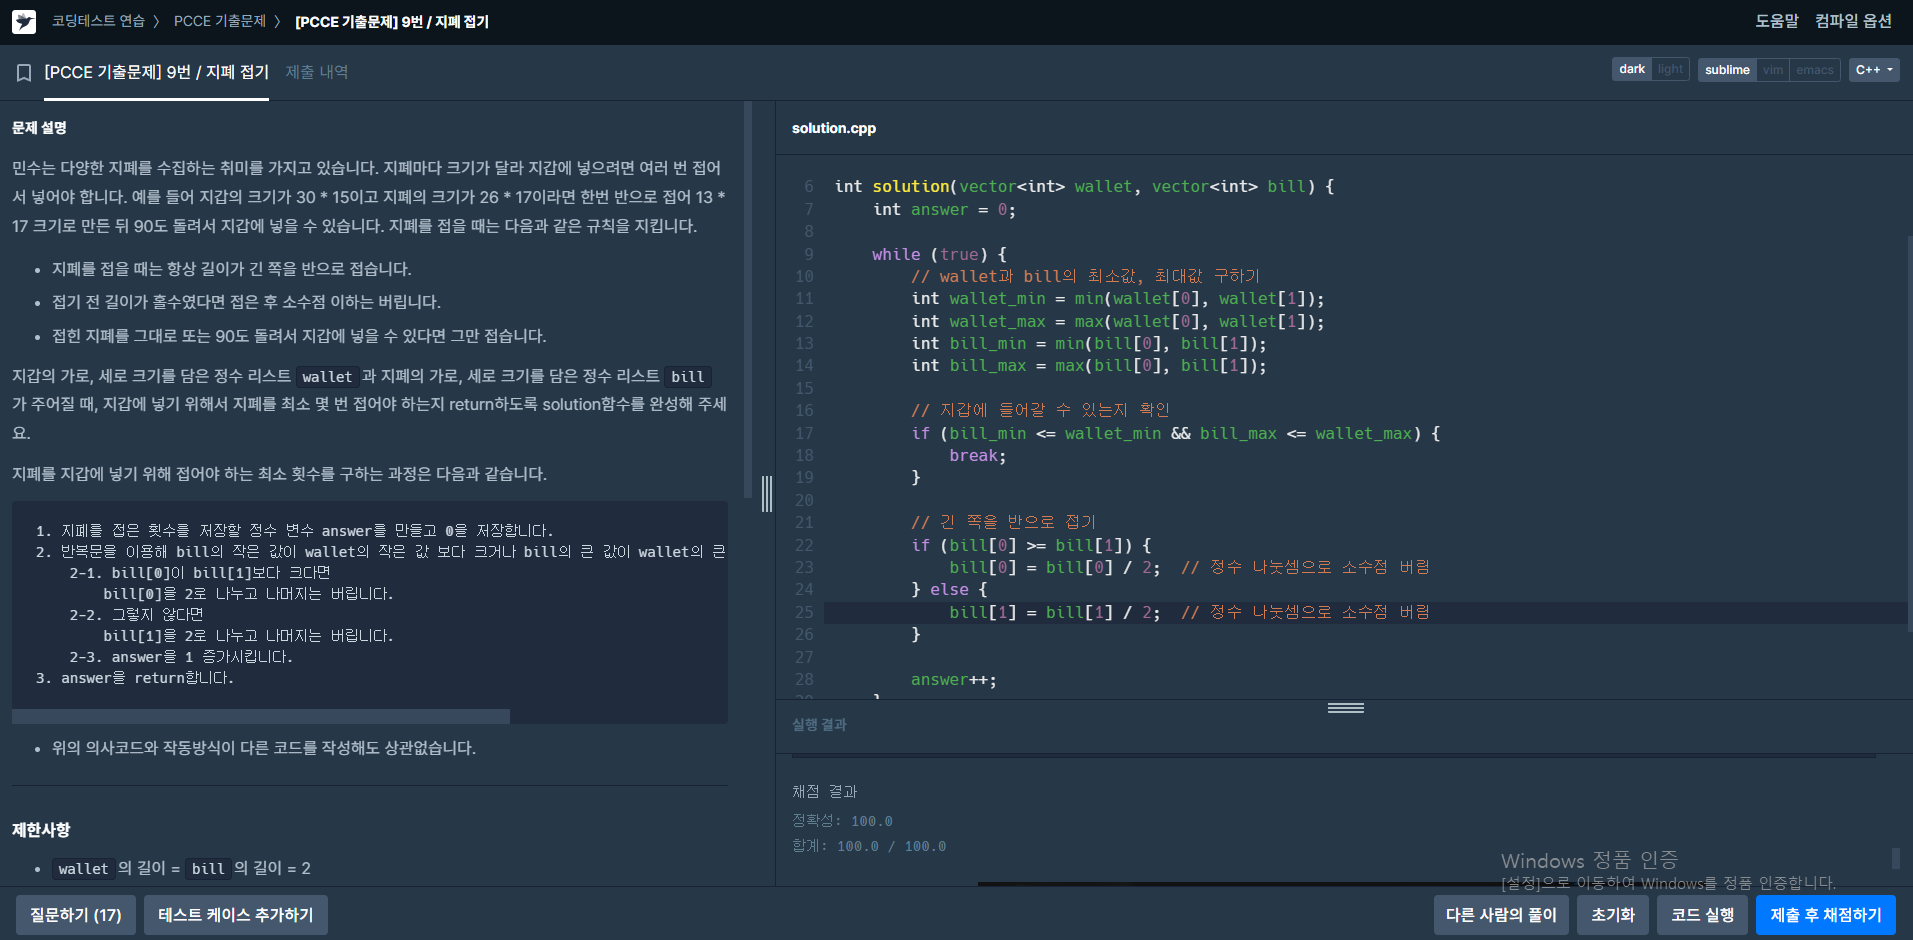 코딩테스트 연습 〉 PCCE 기출문제 〉 [PCCE 기출문제] 9번 / 지폐 접기
도움말 컴파일 옵션
[PCCE 기출문제] 9번 / 지폐 접기 제출 내역
dark light sublime vim emacs C++
문제 설명
민수는 다양한 지폐를 수집하는 취미를 가지고 있습니다. 지폐마다 크기가 달라 지갑에 넣으려면 여러 번 접어
서 넣어야 합니다. 예를 들어 지갑의 크기가 30 * 15이고 지폐의 크기가 26 * 17이라면 한번 반으로 접어 13 *
17 크기로 만든 뒤 90도 돌려서 지갑에 넣을 수 있습니다. 지폐를 접을 때는 다음과 같은 규칙을 지킵니다.
• 지폐를 접을 때는 항상 길이가 긴 쪽을 반으로 접습니다.
• 접기 전 길이가 홀수였다면 접은 후 소수점 이하는 버립니다.
• 접힌 지폐를 그대로 또는 90도 돌려서 지갑에 넣을 수 있다면 그만 접습니다.
지갑의 가로, 세로 크기를 담은 정수 리스트 wallet 과 지폐의 가로, 세로 크기를 담은 정수 리스트 bill
가 주어질 때, 지갑에 넣기 위해서 지폐를 최소 몇 번 접어야 하는지 return하도록 solution함수를 완성해 주세
요.
지폐를 지갑에 넣기 위해 접어야 하는 최소 횟수를 구하는 과정은 다음과 같습니다.
1. 지폐를 접은 횟수를 저장할 정수 변수 answer를 만들고 0을 저장합니다.
2. 반복문을 이용해 bill의 작은 값이 wallet의 작은 값 보다 크거나 bill의 큰 값이 wallet의 큰
2-1. bill[0]이 bill[1]보다 크다면
bill[0]을 2로 나누고 나머지는 버립니다.
2-2. 그렇지 않다면
bill[1]을 2로 나누고 나머지는 버립니다.
2-3. answer을 1 증가시킵니다.
3. answer을 return합니다.
• 위의 의사코드와 작동방식이 다른 코드를 작성해도 상관없습니다.
제한사항
• wallet 의 길이 = bill 의 길이 = 2
solution.cpp
6 int solution(vector<int> wallet, vector<int> bill) {
7 int answer = 0;
8
9 while (true) {
10 // wallet과 bill의 최소값, 최대값 구하기
11 int wallet_min = min(wallet[0], wallet[1]);
12 int wallet_max = max(wallet[0], wallet[1]);
13 int bill_min = min(bill[0], bill[1]);
14 int bill_max = max(bill[0], bill[1]);
15
16 // 지갑에 들어갈 수 있는지 확인
17 if (bill_min <= wallet_min && bill_max <= wallet_max) {
18 break;
19 }
20
21 // 긴 쪽을 반으로 접기
22 if (bill[0] >= bill[1]) {
23 bill[0] = bill[0] / 2; // 정수 나눗셈으로 소수점 버림
24 } else {
25 bill[1] = bill[1] / 2; // 정수 나눗셈으로 소수점 버림
26 }
27
28 answer++;
실행 결과
채점 결과
정확성: 100.0
합계: 100.0 / 100.0
Windows 정품 인증
[설정]으로 이동하여 Windows를 정품 인증합니다.
질문하기 (17) 테스트 케이스 추가하기 다른 사람의 풀이 초기화 코드 실행 제출 후 채점하기